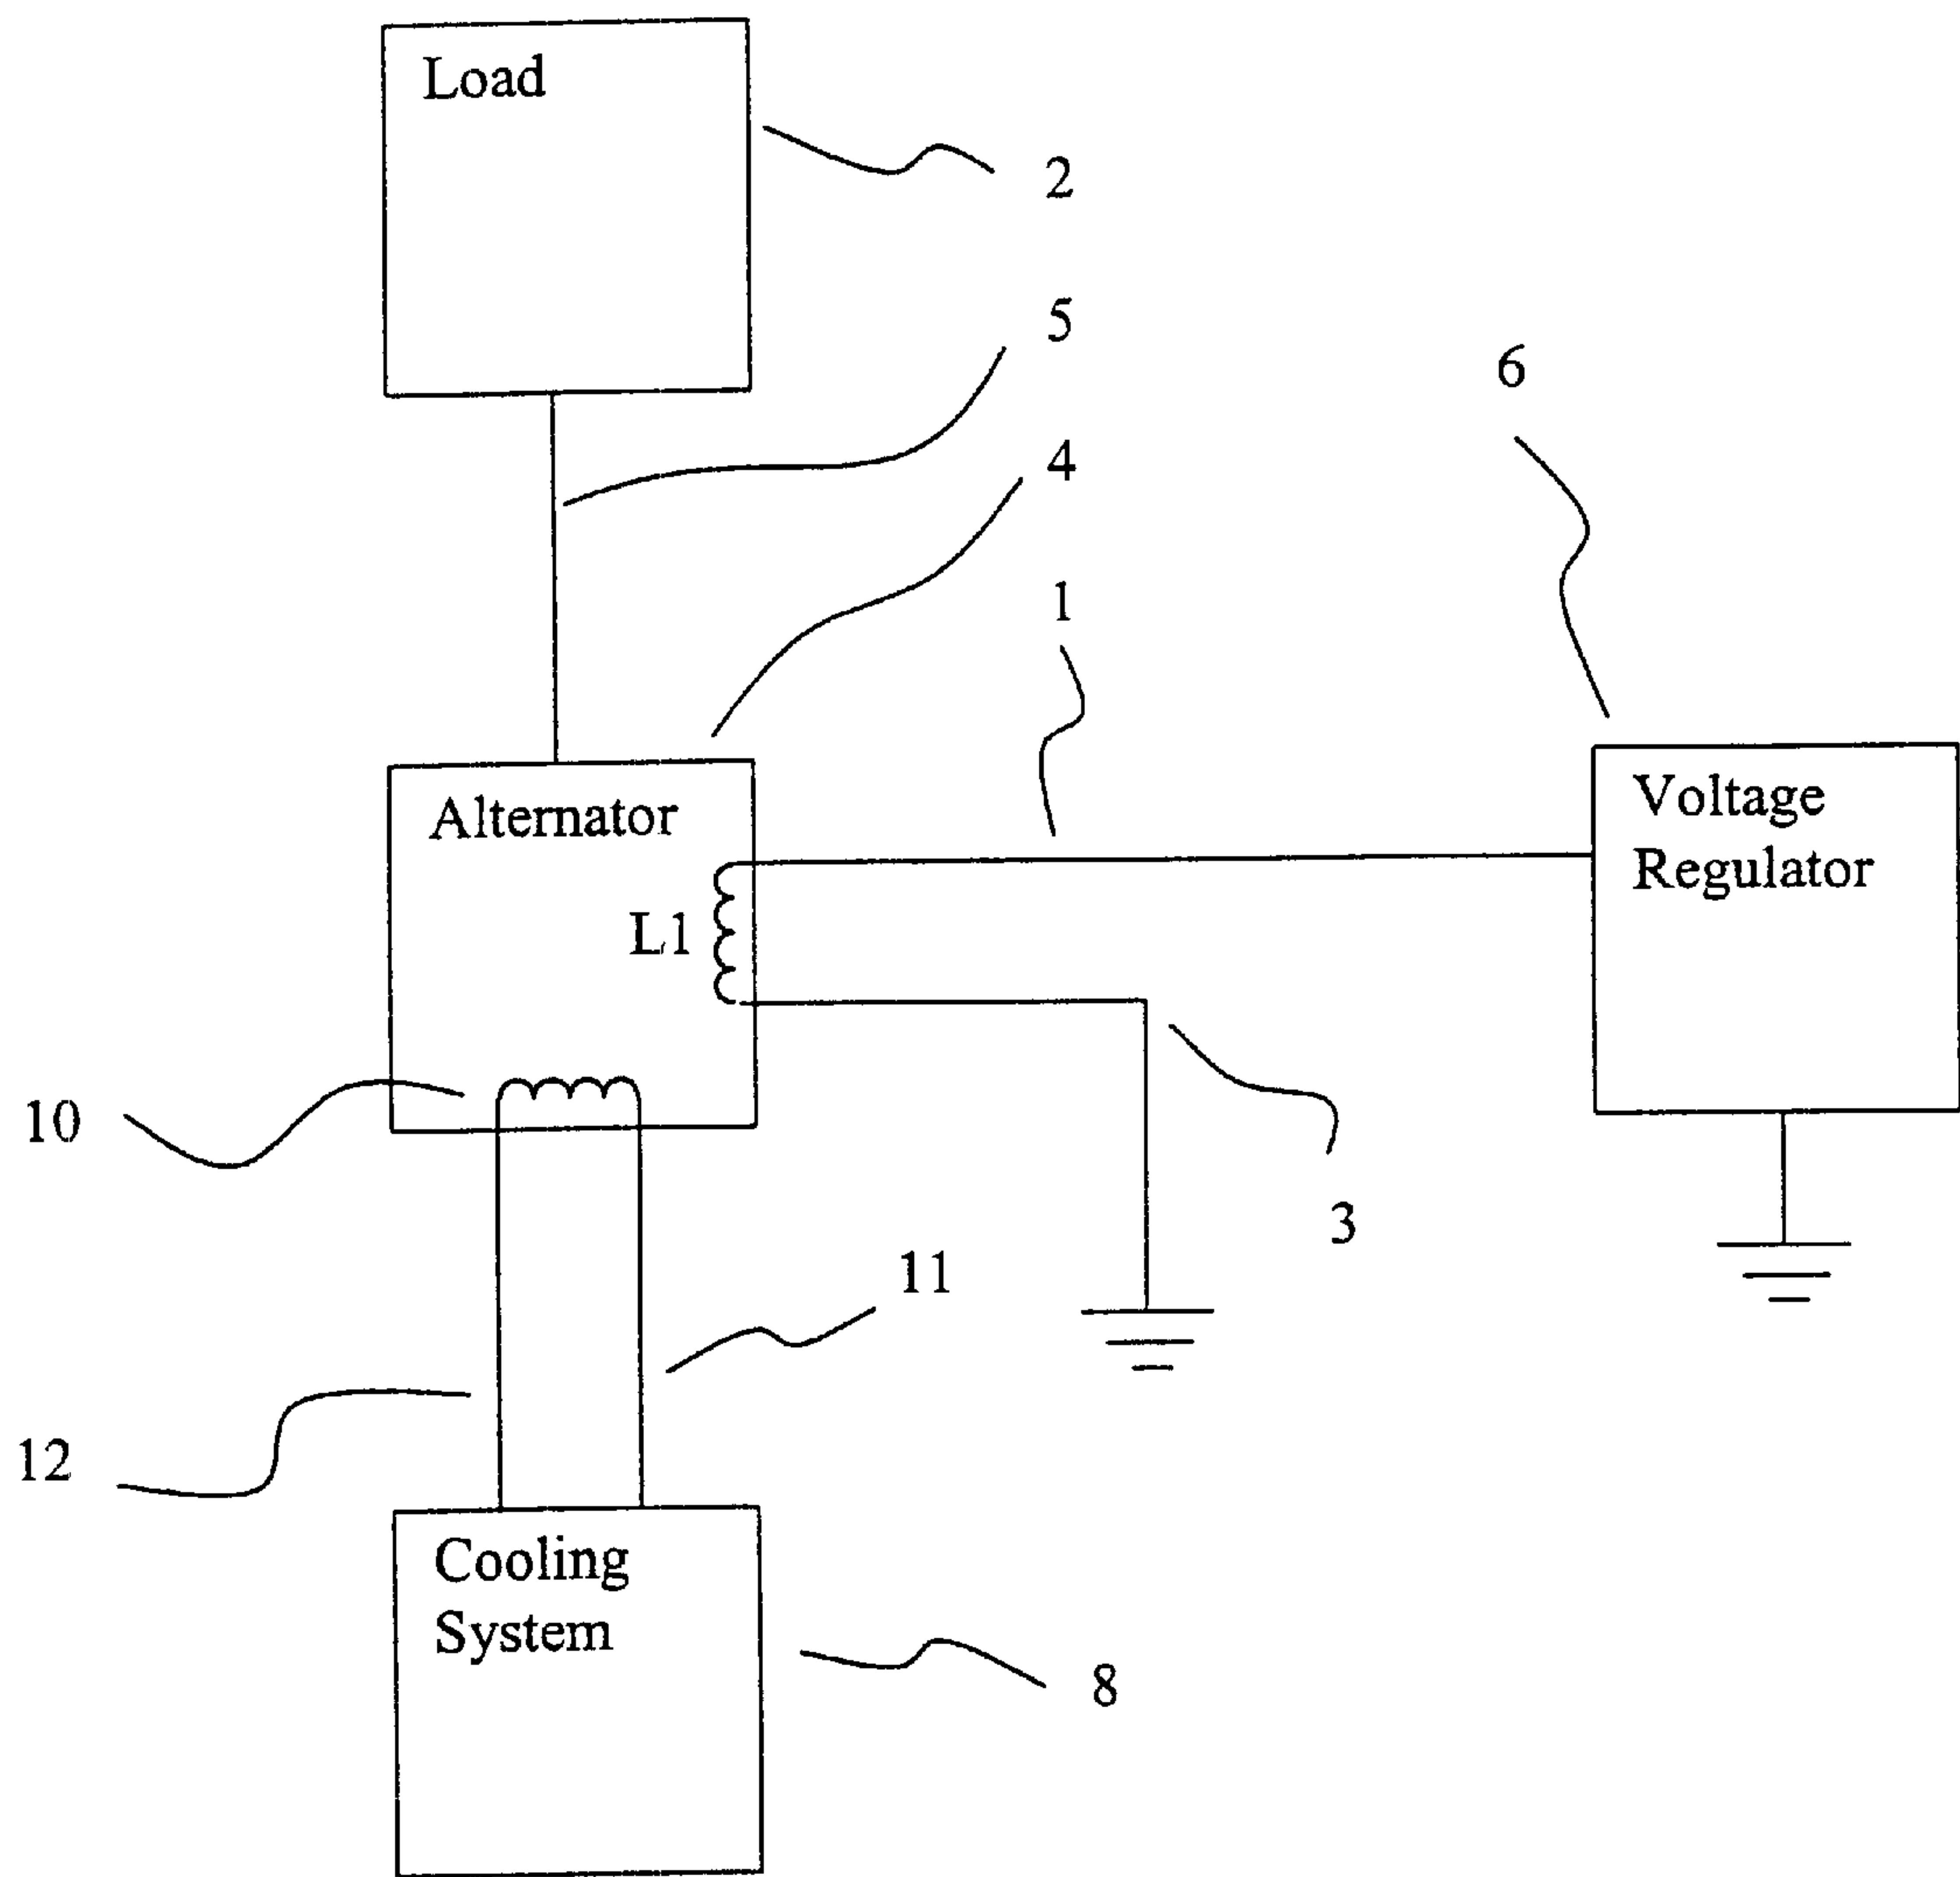 Load
2
5
6
4
1
Alternator
Voltage
Regulator
L1
10
3
11
12
Cooling
System
8